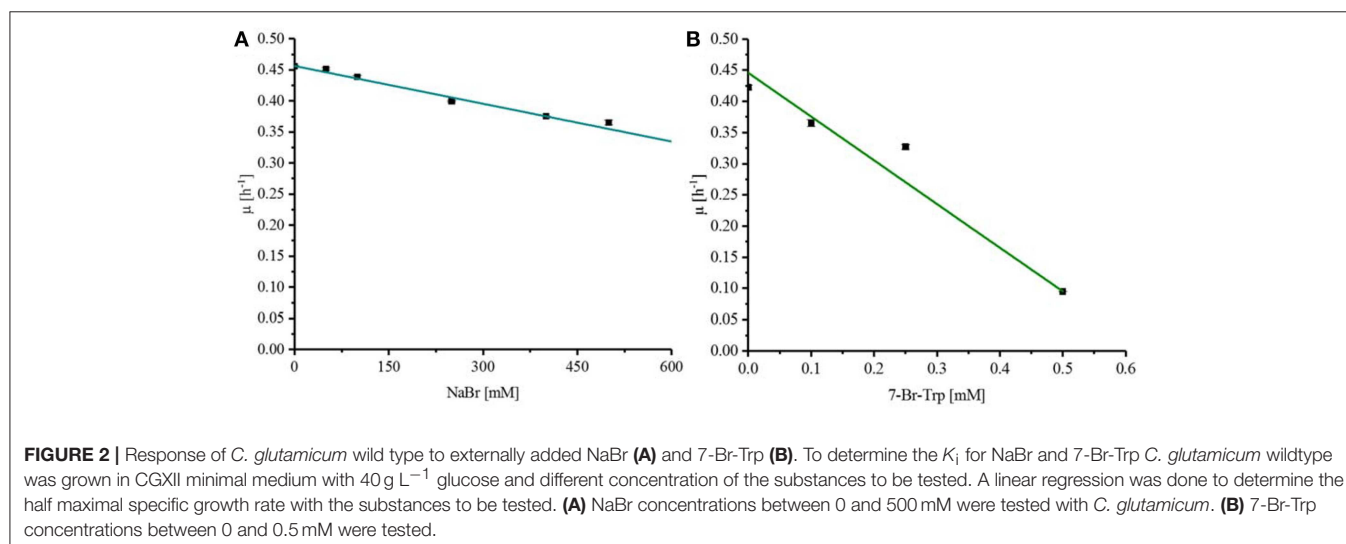 A
0.50
0.45
0.40
0.35
0.30
0.25
0.20
0.15
0.10
0.05
0.00
μ [h⁻¹]
0 150 300 450 600
NaBr [mM]
B
0.50
0.45
0.40
0.35
0.30
0.25
0.20
0.15
0.10
0.05
0.00
μ [h⁻¹]
0.0 0.1 0.2 0.3 0.4 0.5 0.6
7-Br-Trp [mM]
FIGURE 2 | Response of C. glutamicum wild type to externally added NaBr (A) and 7-Br-Trp (B). To determine the Kᵢ for NaBr and 7-Br-Trp C. glutamicum wildtype
was grown in CGXII minimal medium with 40 g L⁻¹ glucose and different concentration of the substances to be tested. A linear regression was done to determine the
half maximal specific growth rate with the substances to be tested. (A) NaBr concentrations between 0 and 500 mM were tested with C. glutamicum. (B) 7-Br-Trp
concentrations between 0 and 0.5 mM were tested.